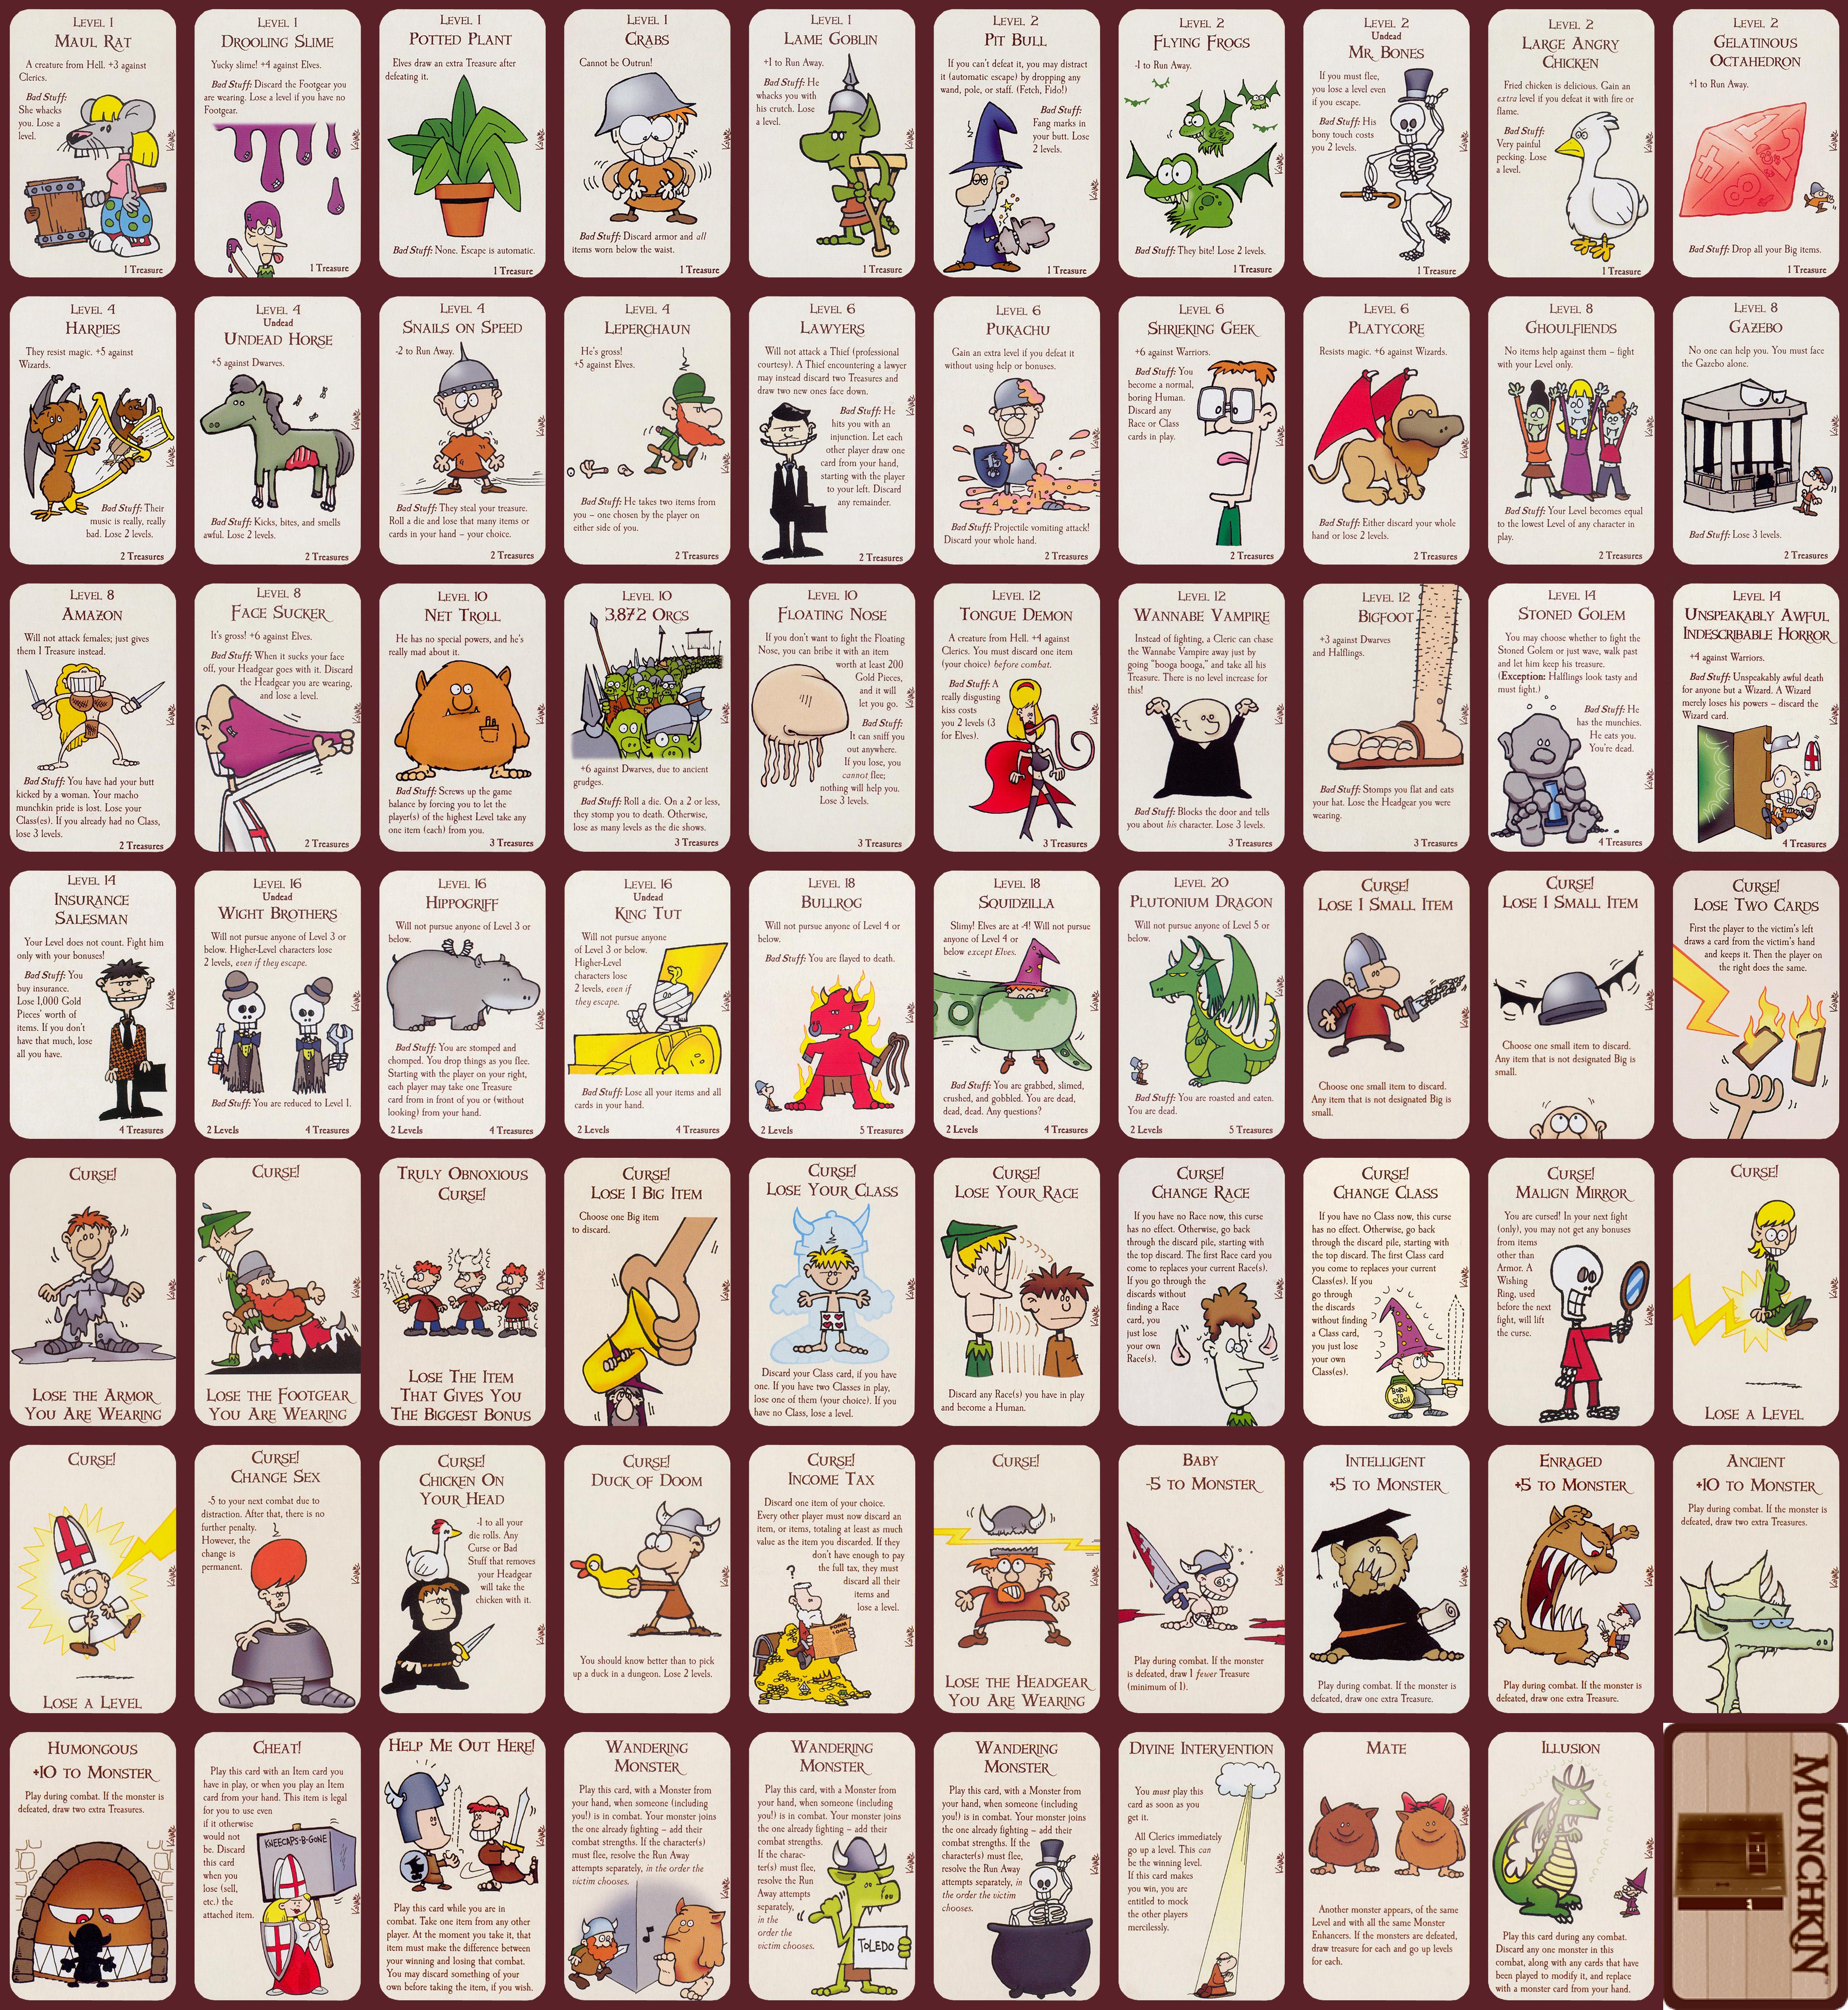 Level 1
Maul Rat
A creature from Hell. +3 against
Clerics.
Bad Stuff:
She whacks
you. Lose a
level.
1 Treasure
Level 1
Drooling Slime
Yucky slime! +4 against Elves.
Bad Stuff: Discard the Footgear you
are wearing. Lose a level if you have no
Footgear.
1 Treasure
Level 1
Potted Plant
Elves draw an extra Treasure after
defeating it.
Bad Stuff: None. Escape is automatic.
1 Treasure
Level 1
Crabs
Cannot be Outrun!
Bad Stuff: Discard armor and all
items worn below the waist.
1 Treasure
Level 1
Lame Goblin
+1 to Run Away.
Bad Stuff: He
whacks you with
his crutch. Lose
a level.
1 Treasure
Level 2
Pit Bull
If you can't defeat it, you may distract
it (automatic escape) by dropping any
wand, pole, or staff. (Fetch, Fido!)
Bad Stuff:
Fang marks in
your butt. Lose
2 levels.
1 Treasure
Level 2
Flying Frogs
-1 to Run Away.
Bad Stuff: They bite! Lose 2 levels.
1 Treasure
Level 2
Undead
Mr. Bones
If you must flee,
you lose a level even
if you escape.
Bad Stuff: His
bony touch costs
you 2 levels.
1 Treasure
Level 2
Large Angry
Chicken
Fried chicken is delicious. Gain an
extra level if you defeat it with fire or
flame.
Bad Stuff:
Very painful
pecking. Lose
a level.
1 Treasure
Level 2
Gelatinous
Octahedron
+1 to Run Away.
Bad Stuff: Drop all your Big items.
1 Treasure
Level 4
Harpies
They resist magic. +5 against
Wizards.
Bad Stuff: Their
music is really, really
bad. Lose 2 levels.
2 Treasures
Level 4
Undead
Undead Horse
+5 against Dwarves.
Bad Stuff: Kicks, bites, and smells
awful. Lose 2 levels.
2 Treasures
Level 4
Snails on Speed
-2 to Run Away.
Bad Stuff: They steal your treasure.
Roll a die and lose that many items or
cards in your hand – your choice.
2 Treasures
Level 4
Leperchaun
He's gross!
+5 against Elves.
Bad Stuff: He takes two items from
you – one chosen by the player on
either side of you.
2 Treasures
Level 6
Lawyers
Will not attack a Thief (professional
courtesy). A Thief encountering a lawyer
may instead discard two Treasures and
draw two new ones face down.
Bad Stuff: He
hits you with an
injunction. Let each
other player draw one
card from your hand,
starting with the player
to your left. Discard
any remainder.
2 Treasures
Level 6
Pukachu
Gain an extra level if you defeat it
without using help or bonuses.
Bad Stuff: Projectile vomiting attack!
Discard your whole hand.
2 Treasures
Level 6
Shrieking Geek
+6 against Warriors.
Bad Stuff: You
become a normal,
boring Human.
Discard any
Race or Class
cards in play.
2 Treasures
Level 6
Platycore
Resists magic. +6 against Wizards.
Bad Stuff: Either discard your whole
hand or lose 2 levels.
2 Treasures
Level 8
Ghoulfiends
No items help against them – fight
with your Level only.
Bad Stuff: Your Level becomes equal
to the lowest Level of any character in
play.
2 Treasures
Level 8
Gazebo
No one can help you. You must face
the Gazebo alone.
Bad Stuff: Lose 3 levels.
2 Treasures
Level 8
Amazon
Will not attack females; just gives
them 1 Treasure instead.
Bad Stuff: You have had your butt
kicked by a woman. Your macho
munchkin pride is lost. Lose your
Class(es). If you already had no Class,
lose 3 levels.
2 Treasures
Level 8
Face Sucker
It's gross! +6 against Elves.
Bad Stuff: When it sucks your face
off, your Headgear goes with it. Discard
the Headgear you are wearing,
and lose a level.
2 Treasures
Level 10
Net Troll
He has no special powers, and he's
really mad about it.
Bad Stuff: Screws up the game
balance by forcing you to let the
player(s) of the highest Level take any
one item (each) from you.
3 Treasures
Level 10
3,872 Orcs
+6 against Dwarves, due to ancient
grudges.
Bad Stuff: Roll a die. On a 2 or less,
they stomp you to death. Otherwise,
lose as many levels as the die shows.
3 Treasures
Level 10
Floating Nose
If you don't want to fight the Floating
Nose, you can bribe it with an item
worth at least 200
Gold Pieces,
and it will
let you go.
Bad Stuff:
It can sniff you
out anywhere.
If you lose, you
cannot flee;
nothing will help you.
Lose 3 levels.
3 Treasures
Level 12
Tongue Demon
A creature from Hell. +4 against
Clerics. You must discard one item
(your choice) before combat.
Bad Stuff: A
really disgusting
kiss costs
you 2 levels (3
for Elves).
3 Treasures
Level 12
Wannabe Vampire
Instead of fighting, a Cleric can chase
the Wannabe Vampire away just by
going "booga booga," and take all his
Treasure. There is no level increase for
this!
Bad Stuff: Blocks the door and tells
you about his character. Lose 3 levels.
3 Treasures
Level 12
Bigfoot
+3 against Dwarves
and Halflings.
Bad Stuff: Stomps you flat and eats
your hat. Lose the Headgear you were
wearing.
3 Treasures
Level 14
Stoned Golem
You may choose whether to fight the
Stoned Golem or just wave, walk past
and let him keep his treasure.
(Exception: Halflings look tasty and
must fight.)
Bad Stuff: He
has the munchies.
He eats you.
You're dead.
4 Treasures
Level 14
Unspeakably Awful
Indescribable Horror
+4 against Warriors.
Bad Stuff: Unspeakably awful death
for anyone but a Wizard. A Wizard
merely loses his powers – discard the
Wizard card.
4 Treasures
Level 14
Insurance
Salesman
Your Level does not count. Fight him
only with your bonuses!
Bad Stuff: You
buy insurance.
Lose 1,000 Gold
Pieces' worth of
items. If you don't
have that much, lose
all you have.
4 Treasures
Level 16
Undead
Wight Brothers
Will not pursue anyone of Level 3 or
below. Higher-Level characters lose
2 levels, even if they escape.
Bad Stuff: You are reduced to Level 1.
2 Levels 4 Treasures
Level 16
Hippogriff
Will not pursue anyone of Level 3 or
below.
Bad Stuff: You are stomped and
chomped. You drop things as you flee.
Starting with the player on your right,
each player may take one Treasure
card from in front of you or (without
looking) from your hand.
2 Levels 4 Treasures
Level 16
Undead
King Tut
Will not pursue anyone
of Level 3 or below.
Higher-Level
characters lose
2 levels, even if
they escape.
Bad Stuff: Lose all your items and all
cards in your hand.
2 Levels 4 Treasures
Level 18
Bullrog
Will not pursue anyone of Level 4 or
below.
Bad Stuff: You are flayed to death.
2 Levels 5 Treasures
Level 18
Squidzilla
Slimy! Elves are at -4! Will not pursue
anyone of Level 4 or
below except Elves.
Bad Stuff: You are grabbed, slimed,
crushed, and gobbled. You are dead,
dead, dead. Any questions?
2 Levels 4 Treasures
Level 20
Plutonium Dragon
Will not pursue anyone of Level 5 or
below.
Bad Stuff: You are roasted and eaten.
You are dead.
2 Levels 5 Treasures
Curse!
Lose 1 Small Item
Choose one small item to discard.
Any item that is not designated Big is
small.
Curse!
Lose 1 Small Item
Choose one small item to discard.
Any item that is not designated Big is
small.
Curse!
Lose Two Cards
First the player to the victim's left
draws a card from the victim's hand
and keeps it. Then the player on
the right does the same.
Curse!
Lose the Armor
You Are Wearing
Curse!
Lose the Footgear
You Are Wearing
Truly Obnoxious
Curse!
Lose The Item
That Gives You
The Biggest Bonus
Curse!
Lose 1 Big Item
Choose one Big item
to discard.
Curse!
Lose Your Class
Discard your Class card, if you have
one. If you have two Classes in play,
lose one of them (your choice). If you
have no Class, lose a level.
Curse!
Lose Your Race
Discard any Race(s) you have in play
and become a Human.
Curse!
Change Race
If you have no Race now, this curse
has no effect. Otherwise, go back
through the discard pile, starting with
the top discard. The first Race card you
come to replaces your current Race(s).
If you go through the
discards without
finding a Race
card, you
just lose
your own
Race(s).
Curse!
Change Class
If you have no Class now, this curse
has no effect. Otherwise, go back
through the discard pile, starting with
the top discard. The first Class card
you come to replaces your current
Class(es). If you
go through
the discards
without finding
a Class card,
you just lose
your own
Class(es).
BORN
TO
SLASH
Curse!
Malign Mirror
You are cursed! In your next fight
(only), you may not get any bonuses
from items
other than
Armor. A
Wishing
Ring, used
before the next
fight, will lift
the curse.
Curse!
Lose a Level
Curse!
Lose a Level
Curse!
Change Sex
-5 to your next combat due to
distraction. After that, there is no
further penalty.
However, the
change is
permanent.
Curse!
Chicken On
Your Head
-1 to all your
die rolls. Any
Curse or Bad
Stuff that removes
your Headgear
will take the
chicken with it.
Curse!
Duck of Doom
You should know better than to pick
up a duck in a dungeon. Lose 2 levels.
Curse!
Income Tax
Discard one item of your choice.
Every other player must now discard an
item, or items, totaling at least as much
value as the item you discarded. If they
don't have enough to pay
the full tax, they must
discard all their
items and
lose a level.
?
FORM
1040
Curse!
Lose the Headgear
You Are Wearing
Baby
-5 to Monster
Play during combat. If the monster
is defeated, draw 1 fewer Treasure
(minimum of 1).
Intelligent
+5 to Monster
Play during combat. If the monster is
defeated, draw one extra Treasure.
Enraged
+5 to Monster
Play during combat. If the monster is
defeated, draw one extra Treasure.
Ancient
+10 to Monster
Play during combat. If the monster is
defeated, draw two extra Treasures.
Humongous
+10 to Monster
Play during combat. If the monster is
defeated, draw two extra Treasures.
Cheat!
Play this card with an Item card you
have in play, or when you play an Item
card from your hand. This item is legal
for you to use even
if it otherwise
would not
be. Discard
this card
when you
lose (sell,
etc.) the
attached item.
KNEECAPS-B-GONE
Help Me Out Here!
Play this card while you are in
combat. Take one item from any other
player. At the moment you take it, that
item must make the difference between
your winning and losing that combat.
You may discard something of your
own before taking the item, if you wish.
Wandering
Monster
Play this card, with a Monster from
your hand, when someone (including
you!) is in combat. Your monster joins
the one already fighting – add their
combat strengths. If the character(s)
must flee, resolve the Run Away
attempts separately, in the order the
victim chooses.
Wandering
Monster
Play this card, with a Monster from
your hand, when someone (including
you!) is in combat. Your monster joins
the one already fighting – add their
combat strengths.
If the charac-
ter(s) must flee,
resolve the Run
Away attempts
separately,
in the
order the
victim chooses.
TOLEDO
Wandering
Monster
Play this card, with a Monster from
your hand, when someone (including
you!) is in combat. Your monster joins
the one already fighting – add their
combat strengths. If the
character(s) must flee,
resolve the Run Away
attempts separately, in
the order the victim
chooses.
Divine Intervention
You must play this
card as soon as you
get it.
All Clerics immediately
go up a level. This can
be the winning level.
If this card makes
you win, you are
entitled to mock
the other players
mercilessly.
Mate
Another monster appears, of the same
Level and with all the same Monster
Enhancers. If the monsters are defeated,
draw treasure for each and go up levels
for each.
Illusion
Play this card during any combat.
Discard any one monster in this
combat, along with any cards that have
been played to modify it, and replace
with a monster card from your hand.
MUNCHKIN